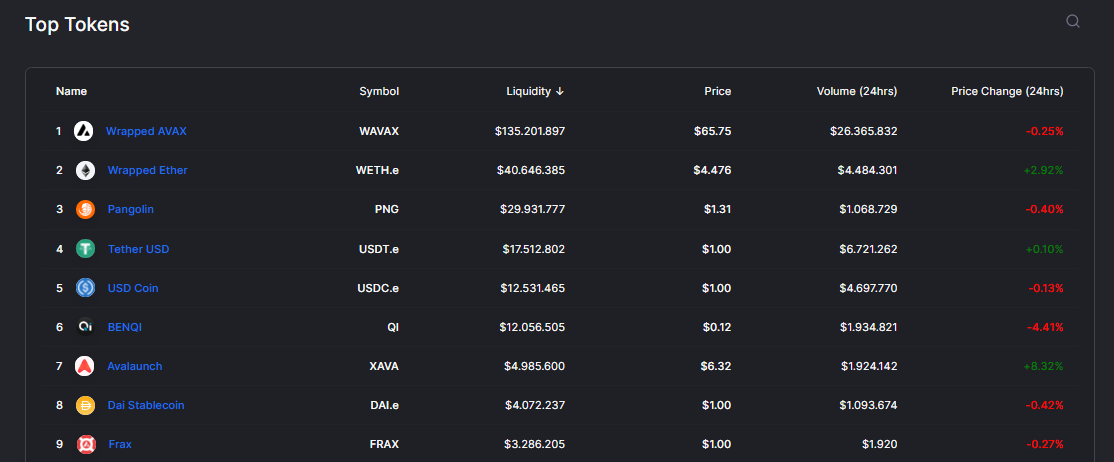 Top Tokens
Name Symbol Liquidity ↓ Price Volume (24hrs) Price Change (24hrs)
1 Wrapped AVAX WAVAX $135.201.897 $65.75 $26.365.832 -0.25%
2 Wrapped Ether WETH.e $40.646.385 $4.476 $4.484.301 +2.92%
3 Pangolin PNG $29.931.777 $1.31 $1.068.729 -0.40%
4 Tether USD USDT.e $17.512.802 $1.00 $6.721.262 +0.10%
5 USD Coin USDC.e $12.531.465 $1.00 $4.697.770 -0.13%
6 BENQI QI $12.056.505 $0.12 $1.934.821 -4.41%
7 Avalaunch XAVA $4.985.600 $6.32 $1.924.142 +8.32%
8 Dai Stablecoin DAI.e $4.072.237 $1.00 $1.093.674 -0.42%
9 Frax FRAX $3.286.205 $1.00 $1.920 -0.27%